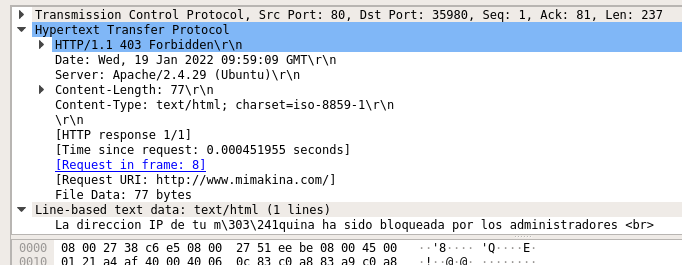 Transmission Control Protocol, Src Port: 80, Dst Port: 35980, Seq: 1, Ack: 81, Len: 237
Hypertext Transfer Protocol
HTTP/1.1 403 Forbidden\r\n
Date: Wed, 19 Jan 2022 09:59:09 GMT\r\n
Server: Apache/2.4.29 (Ubuntu)\r\n
Content-Length: 77\r\n
Content-Type: text/html; charset=iso-8859-1\r\n
\r\n
[HTTP response 1/1]
[Time since request: 0.000451955 seconds]
[Request in frame: 8]
[Request URI: http://www.mimakina.com/]
File Data: 77 bytes
Line-based text data: text/html (1 lines)
La direccion IP de tu m\303\241quina ha sido bloqueada por los administradores <br>
0000 08 00 27 38 c6 e5 08 00 27 51 ee be 08 00 45 00 ··'8···· 'Q····E·
0010 01 21 a4 af 40 00 40 06 0c 83 c0 a8 83 a9 c0 a8 ·!··@·@· ········